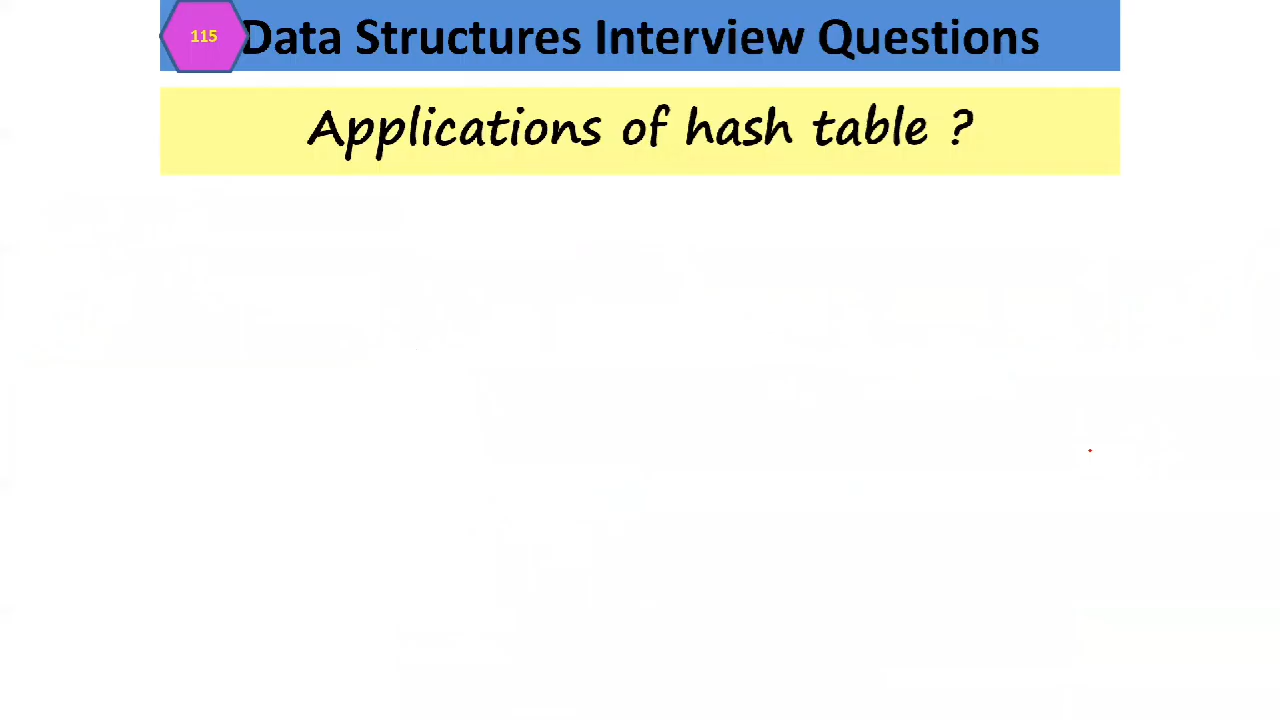 115
Data Structures Interview Questions
Applications of hash table ?